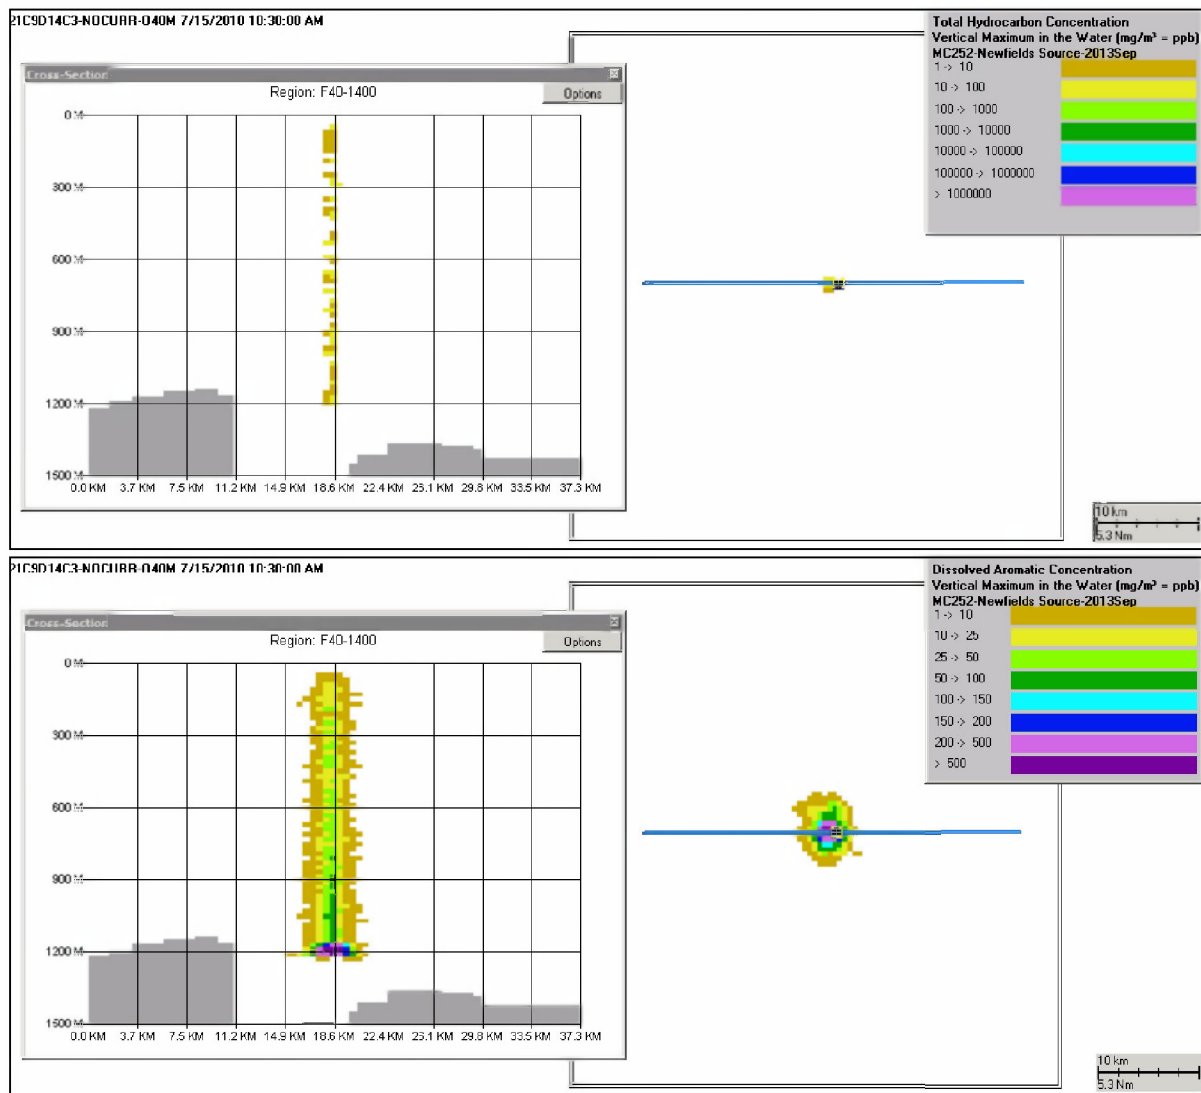 21C9D14C3-NOCURR-040M 7/15/2010 10:30:00 AM
Cross-Section
Region: F40-1400
Options
0 M
300 M
600 M
900 M
1200 M
1500 M
0.0 KM 3.7 KM 7.5 KM 11.2 KM 14.9 KM 18.6 KM 22.4 KM 26.1 KM 29.8 KM 33.5 KM 37.3 KM
Total Hydrocarbon Concentration
Vertical Maximum in the Water (mg/m³ = ppb)
MC252-Newfields Source-2013Sep
1 -> 10
10 -> 100
100 -> 1000
1000 -> 10000
10000 -> 100000
100000 -> 1000000
> 1000000
10 km
5.3 Nm
21C9D14C3-NOCURR-040M 7/15/2010 10:30:00 AM
Cross-Section
Region: F40-1400
Options
0 M
300 M
600 M
900 M
1200 M
1500 M
0.0 KM 3.7 KM 7.5 KM 11.2 KM 14.9 KM 18.6 KM 22.4 KM 26.1 KM 29.8 KM 33.5 KM 37.3 KM
Dissolved Aromatic Concentration
Vertical Maximum in the Water (mg/m³ = ppb)
MC252-Newfields Source-2013Sep
1 -> 10
10 -> 25
25 -> 50
50 -> 100
100 -> 150
150 -> 200
200 -> 500
> 500
10 km
5.3 Nm